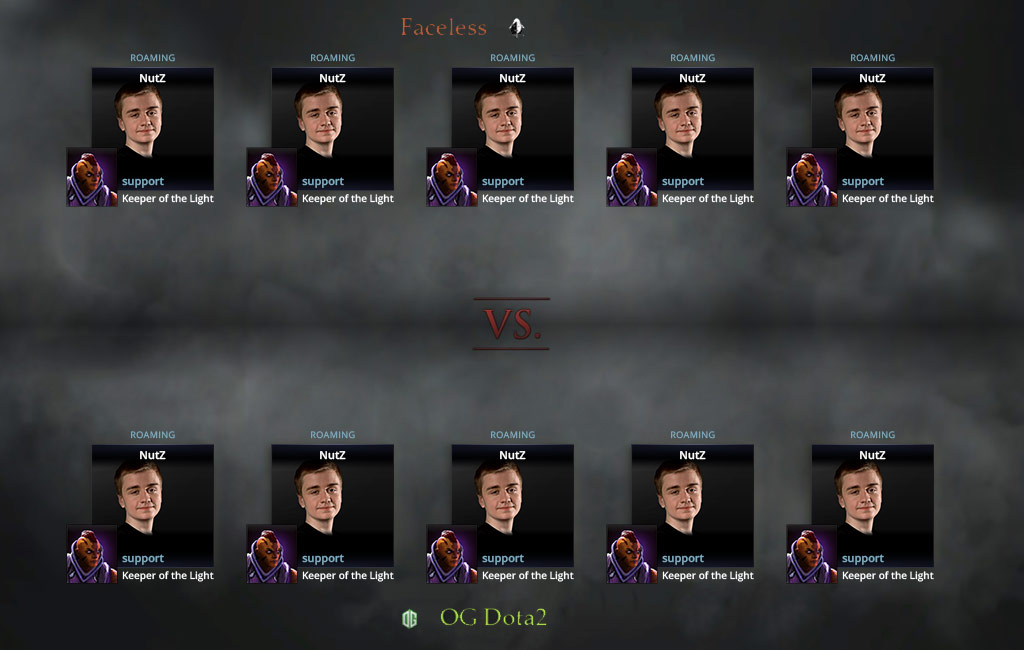 Faceless
ROAMING ROAMING ROAMING ROAMING ROAMING
NutZ NutZ NutZ NutZ NutZ
support support support support support
Keeper of the Light Keeper of the Light Keeper of the Light Keeper of the Light Keeper of the Light
VS.
ROAMING ROAMING ROAMING ROAMING ROAMING
NutZ NutZ NutZ NutZ NutZ
support support support support support
Keeper of the Light Keeper of the Light Keeper of the Light Keeper of the Light Keeper of the Light
OG OG Dota2